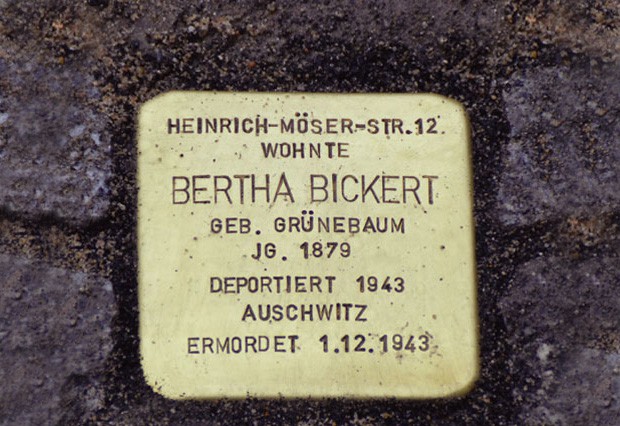 HEINRICH-MÖSER-STR.12.
WOHNTE
BERTHA BICKERT
GEB. GRÜNEBAUM
JG. 1879
DEPORTIERT 1943
AUSCHWITZ
ERMORDET 1.12.1943